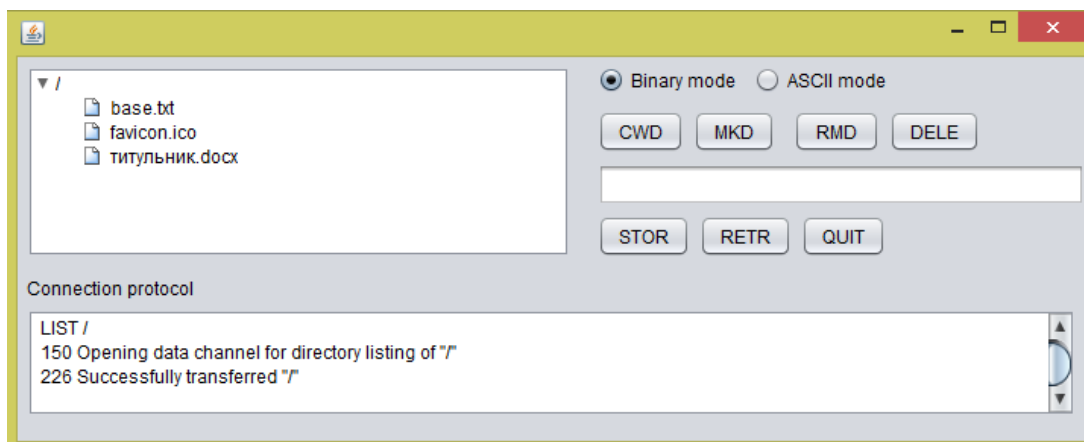 /
base.txt
favicon.ico
титульник.docx
Binary mode ASCII mode
CWD MKD RMD DELE
STOR RETR QUIT
Connection protocol
LIST /
150 Opening data channel for directory listing of "/"
226 Successfully transferred "/"